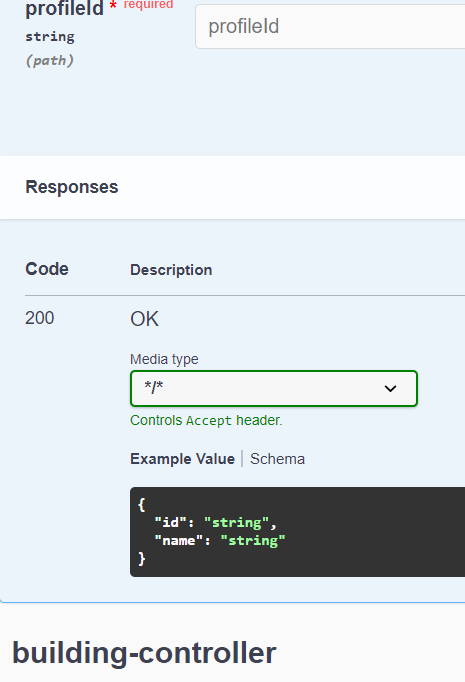 profileId * required
string
(path)
profileId
Responses
Code Description
200 OK
Media type
*/*
Controls Accept header.
Example Value Schema
{
  "id": "string",
  "name": "string"
}
building-controller